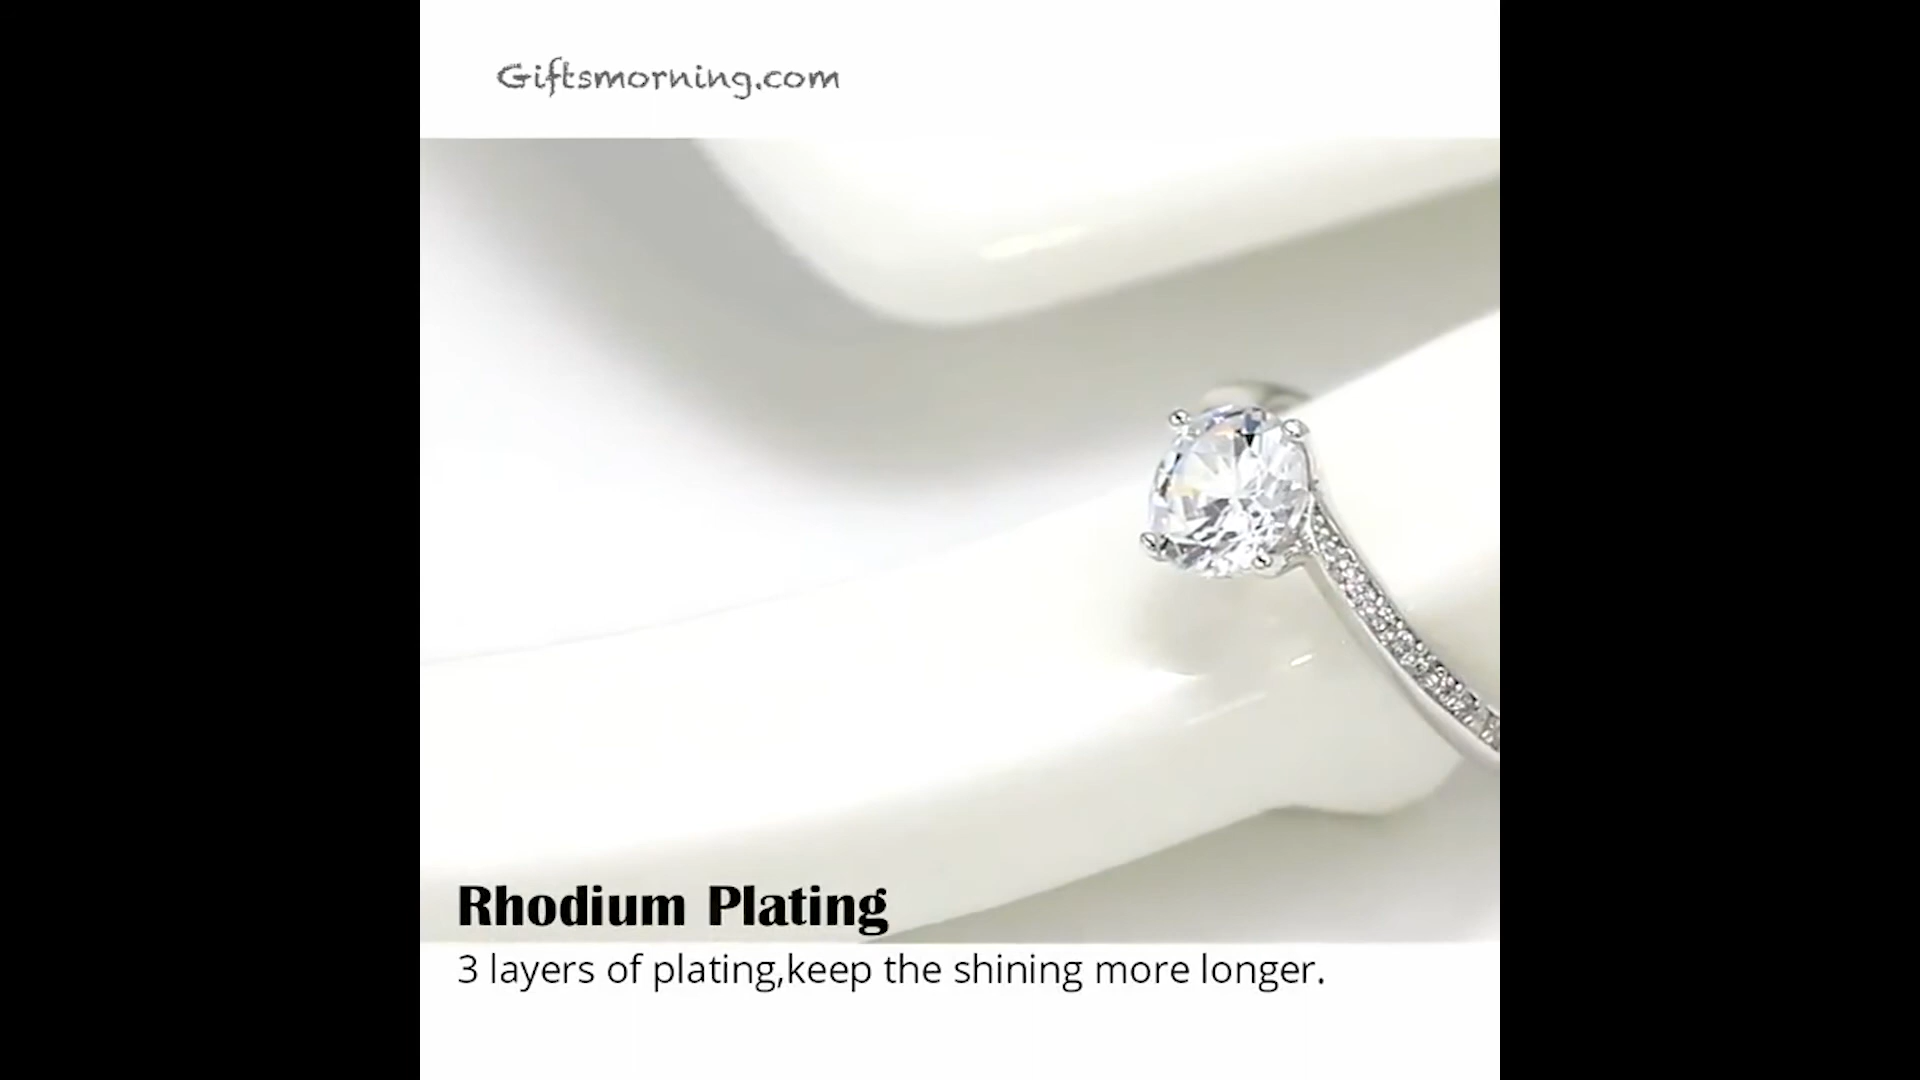 Giftsmorning.com
Rhodium Plating
3 layers of plating,keep the shining more longer.